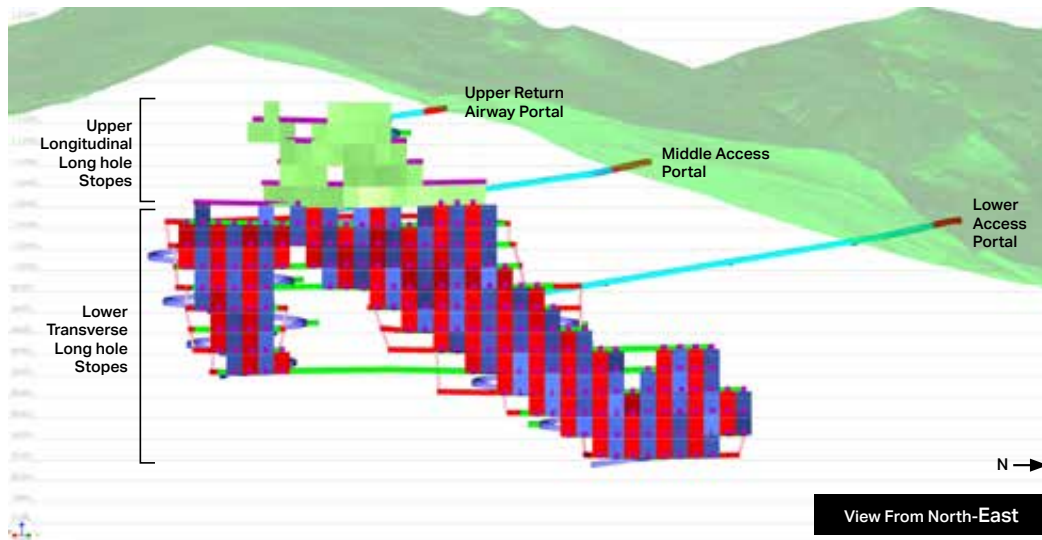 Upper Return
Airway Portal
Upper
Longitudinal
Long hole
Stopes
Middle Access
Portal
Lower
Access
Portal
Lower
Transverse
Long hole
Stopes
N
View From North-East